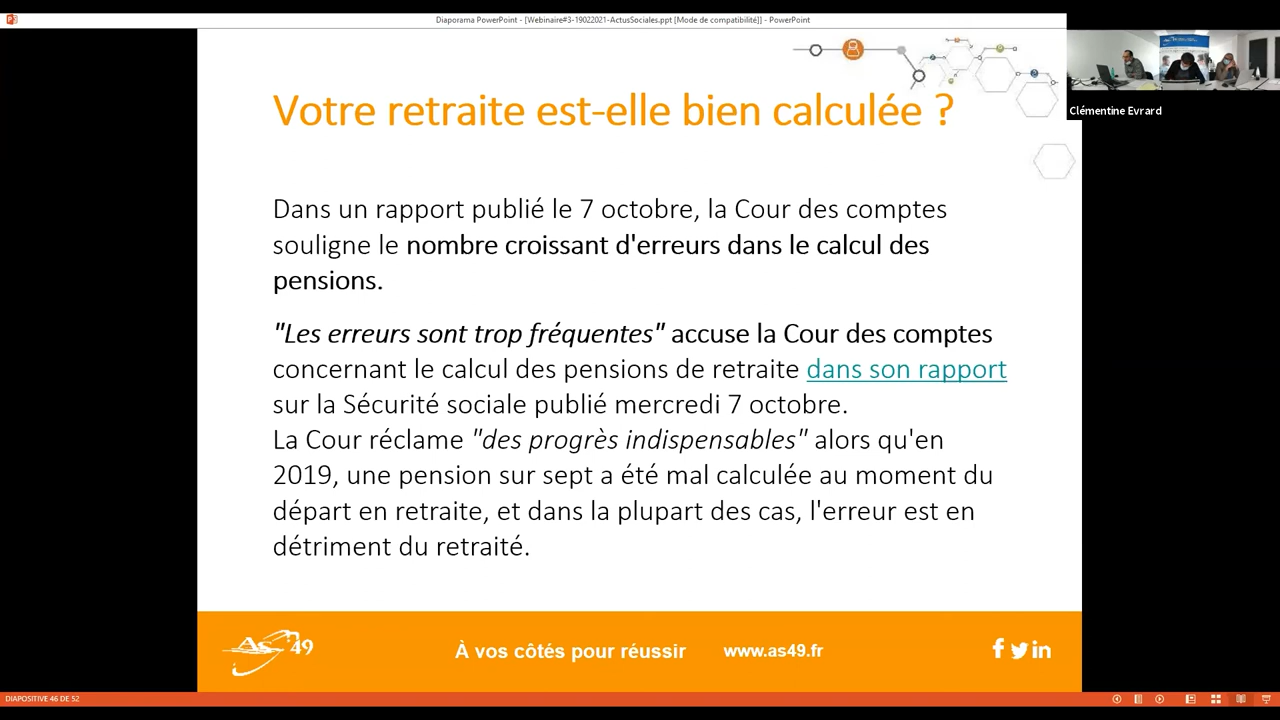 Diaporama PowerPoint - [Webinaire#3-19022021-ActusSociales.ppt [Mode de compatibilité]] - PowerPoint
Clémentine Evrard
Votre retraite est-elle bien calculée ?
Dans un rapport publié le 7 octobre, la Cour des comptes
souligne le nombre croissant d'erreurs dans le calcul des
pensions.
"Les erreurs sont trop fréquentes" accuse la Cour des comptes
concernant le calcul des pensions de retraite dans son rapport
sur la Sécurité sociale publié mercredi 7 octobre.
La Cour réclame "des progrès indispensables" alors qu'en
2019, une pension sur sept a été mal calculée au moment du
départ en retraite, et dans la plupart des cas, l'erreur est en
détriment du retraité.
As 49
À vos côtés pour réussir
www.as49.fr
DIAPOSITIVE 46 DE 52